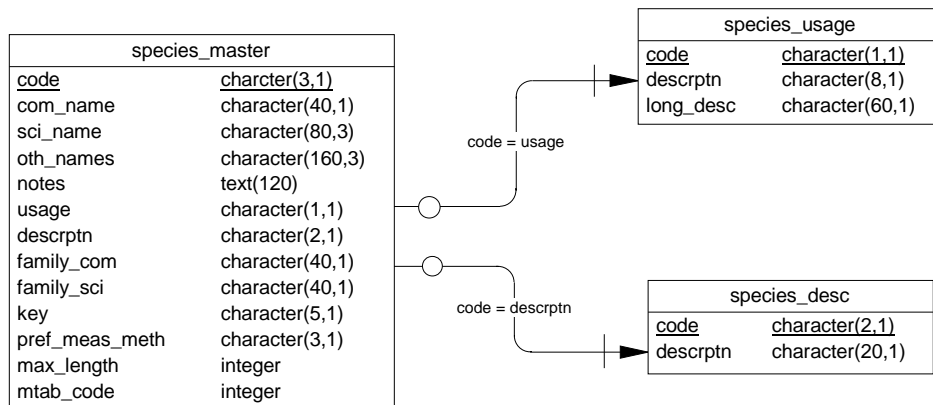 species_master
code charcter(3,1)
com_name character(40,1)
sci_name character(80,3)
oth_names character(160,3)
notes text(120)
usage character(1,1)
descrptn character(2,1)
family_com character(40,1)
family_sci character(40,1)
key character(5,1)
pref_meas_meth character(3,1)
max_length integer
mtab_code integer
code = usage
code = descrptn
species_usage
code character(1,1)
descrptn character(8,1)
long_desc character(60,1)
species_desc
code character(2,1)
descrptn character(20,1)